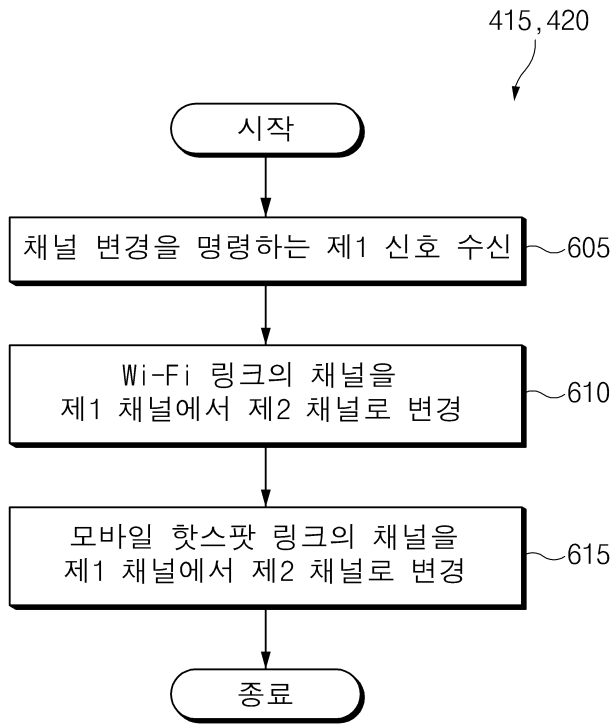 415,420
시작
채널 변경을 명령하는 제1 신호 수신
605
Wi-Fi 링크의 채널을
제1 채널에서 제2 채널로 변경
610
모바일 핫스팟 링크의 채널을
제1 채널에서 제2 채널로 변경
615
종료